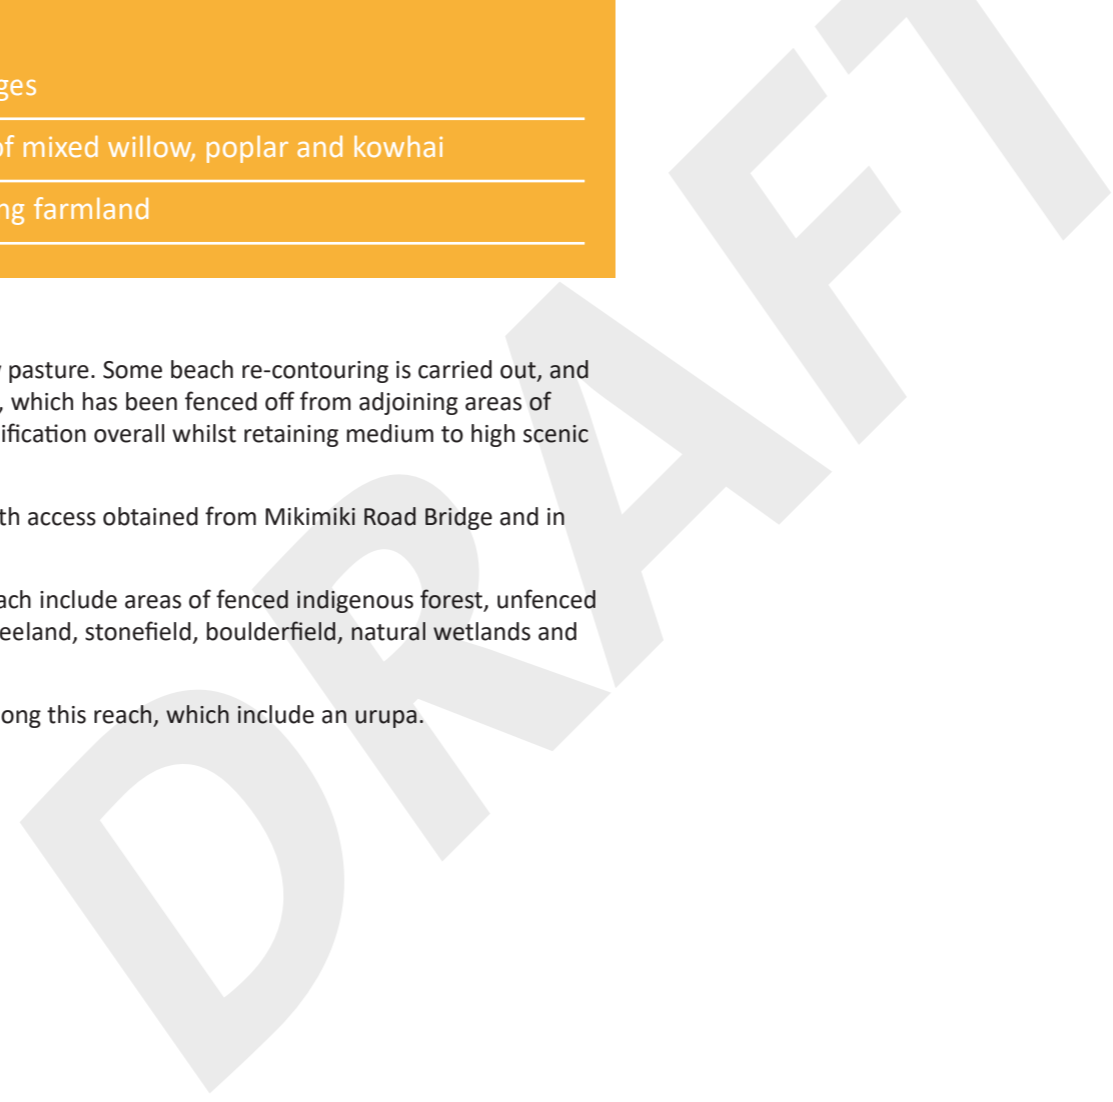 ges
of mixed willow, poplar and kowhai
ng farmland
pasture. Some beach re-contouring is carried out, and
, which has been fenced off from adjoining areas of
ification overall whilst retaining medium to high scenic
th access obtained from Mikimiki Road Bridge and in
ach include areas of fenced indigenous forest, unfenced
eeland, stonefield, boulderfield, natural wetlands and
ong this reach, which include an urupa.
DRAFT